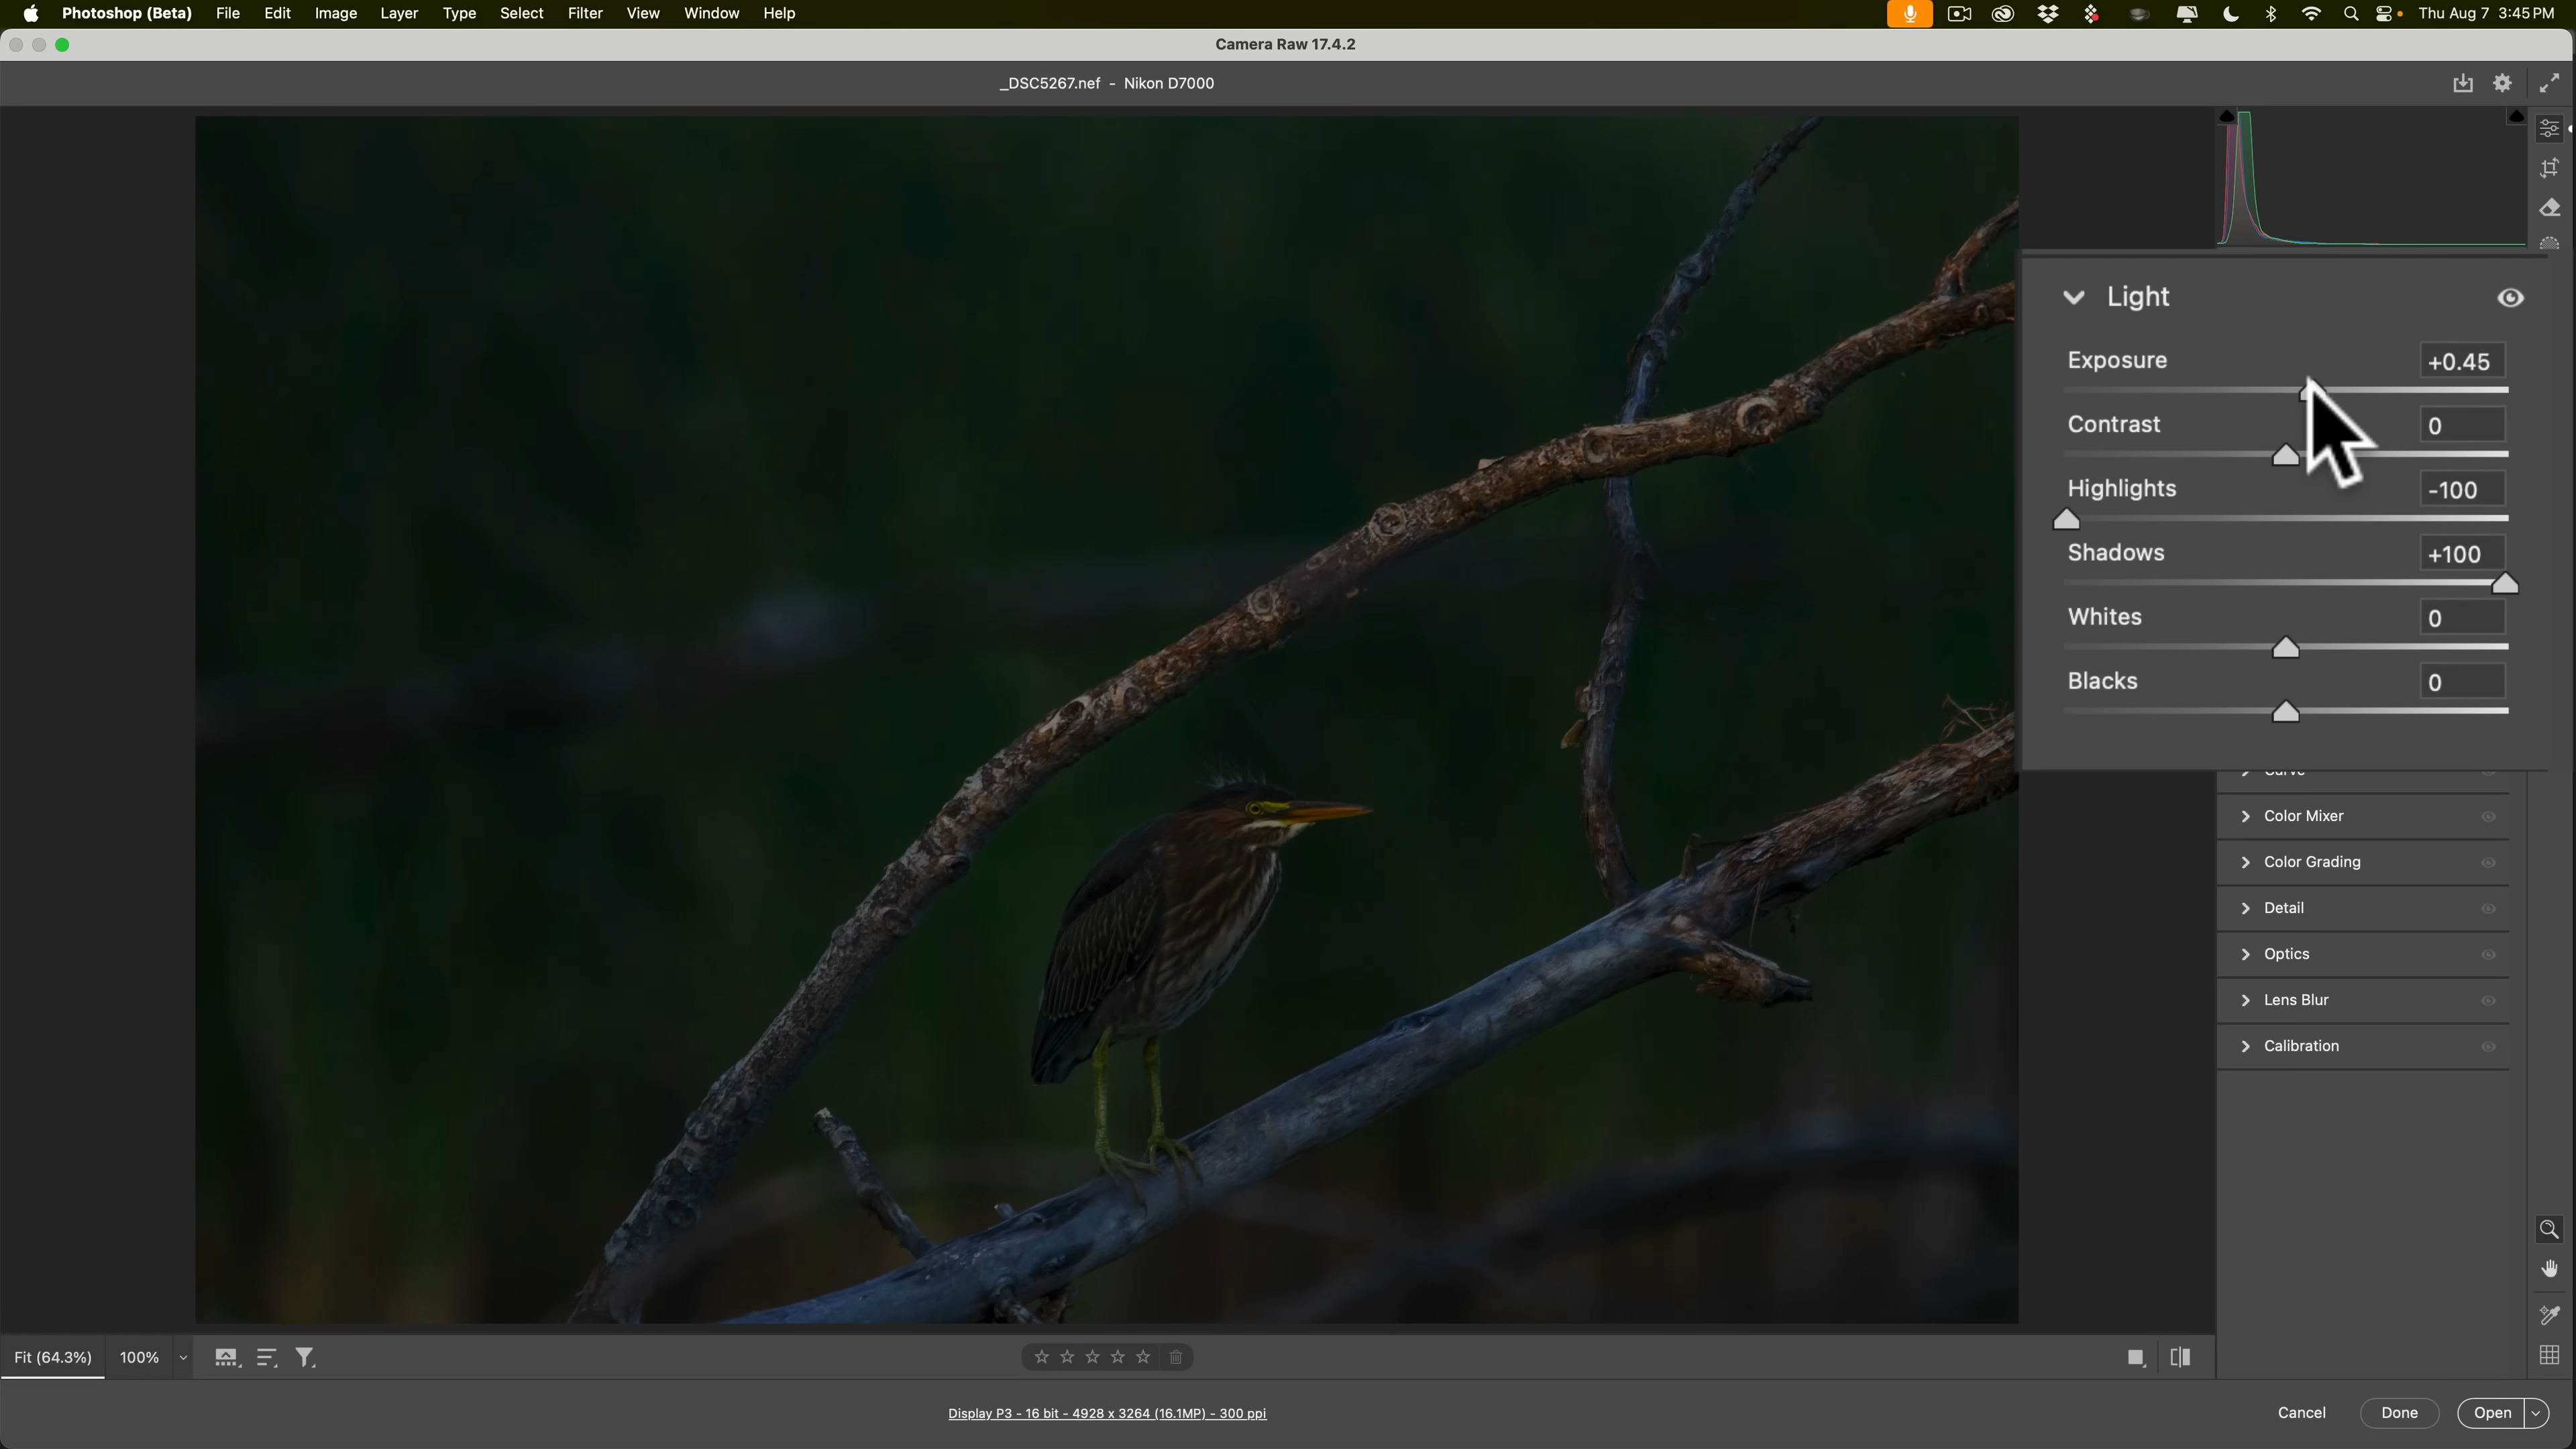 Photoshop (Beta) File Edit Image Layer Type Select Filter View Window Help Thu Aug 7 3:45 PM
Camera Raw 17.4.2
_DSC5267.nef - Nikon D7000
Light
Exposure +0.45
Contrast 0
Highlights -100
Shadows +100
Whites 0
Blacks 0
Color Mixer
Color Grading
Detail
Optics
Lens Blur
Calibration
Fit (64.3%) 100%
Display P3 - 16 bit - 4928 x 3264 (16.1MP) - 300 ppi
Cancel Done Open